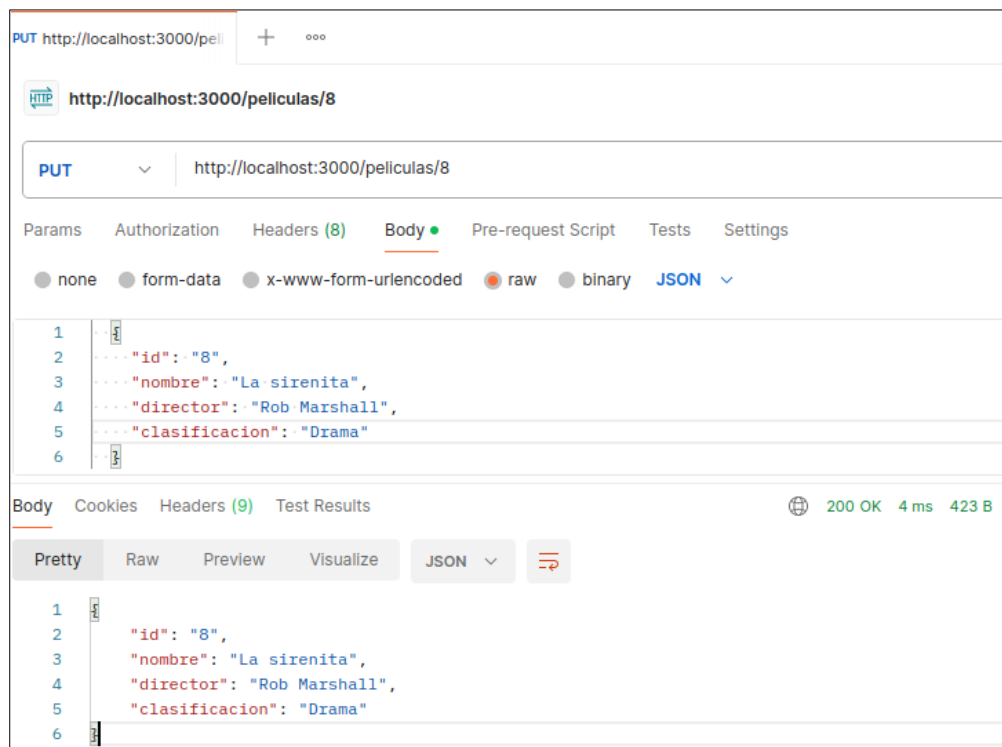 PUT http://localhost:3000/peli
HTTP http://localhost:3000/peliculas/8
PUT http://localhost:3000/peliculas/8
Params Authorization Headers (8) Body Pre-request Script Tests Settings
none form-data x-www-form-urlencoded raw binary JSON
1 {
2 "id": "8",
3 "nombre": "La sirenita",
4 "director": "Rob Marshall",
5 "clasificacion": "Drama"
6 }
Body Cookies Headers (9) Test Results 200 OK 4 ms 423 B
Pretty Raw Preview Visualize JSON
1 {
2 "id": "8",
3 "nombre": "La sirenita",
4 "director": "Rob Marshall",
5 "clasificacion": "Drama"
6 }